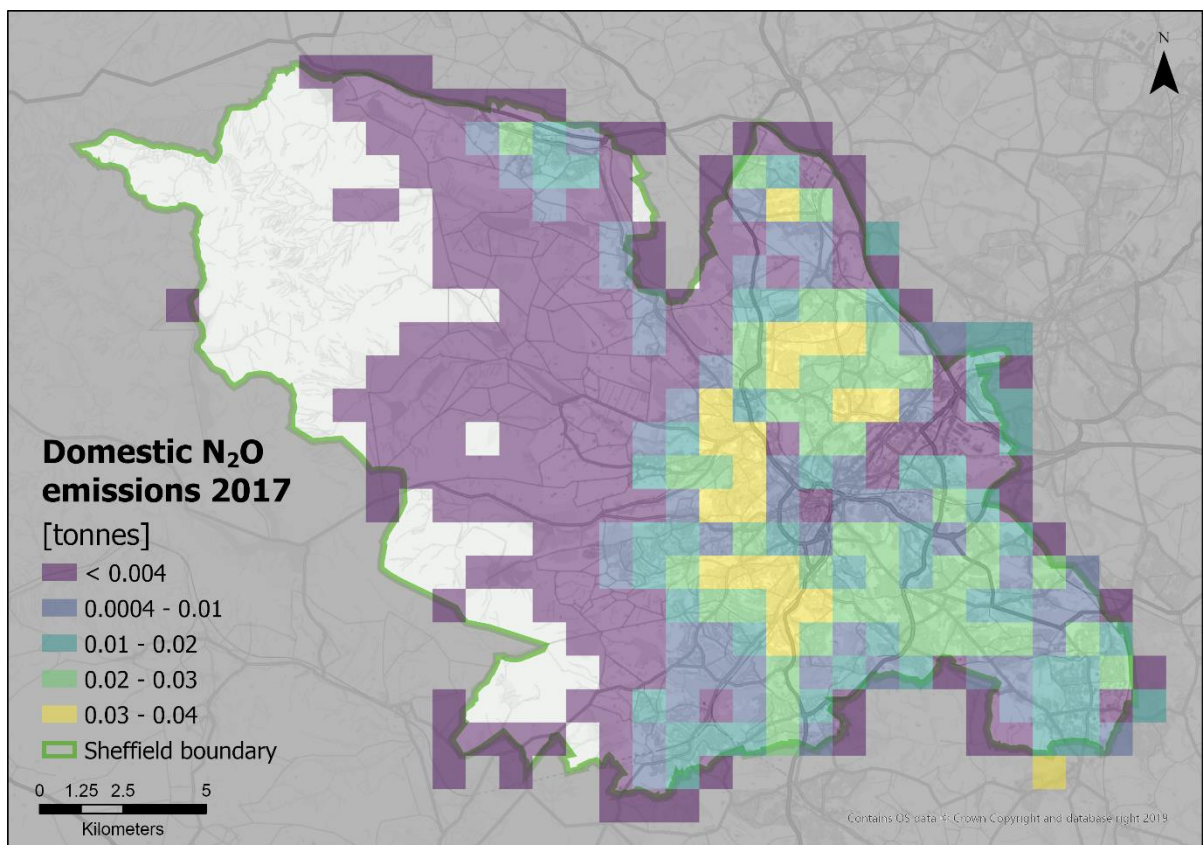 N
Domestic N₂O
emissions 2017
[tonnes]
< 0.004
0.0004 - 0.01
0.01 - 0.02
0.02 - 0.03
0.03 - 0.04
Sheffield boundary
0 1.25 2.5 5
Kilometers
Contains OS data © Crown Copyright and database right 2019